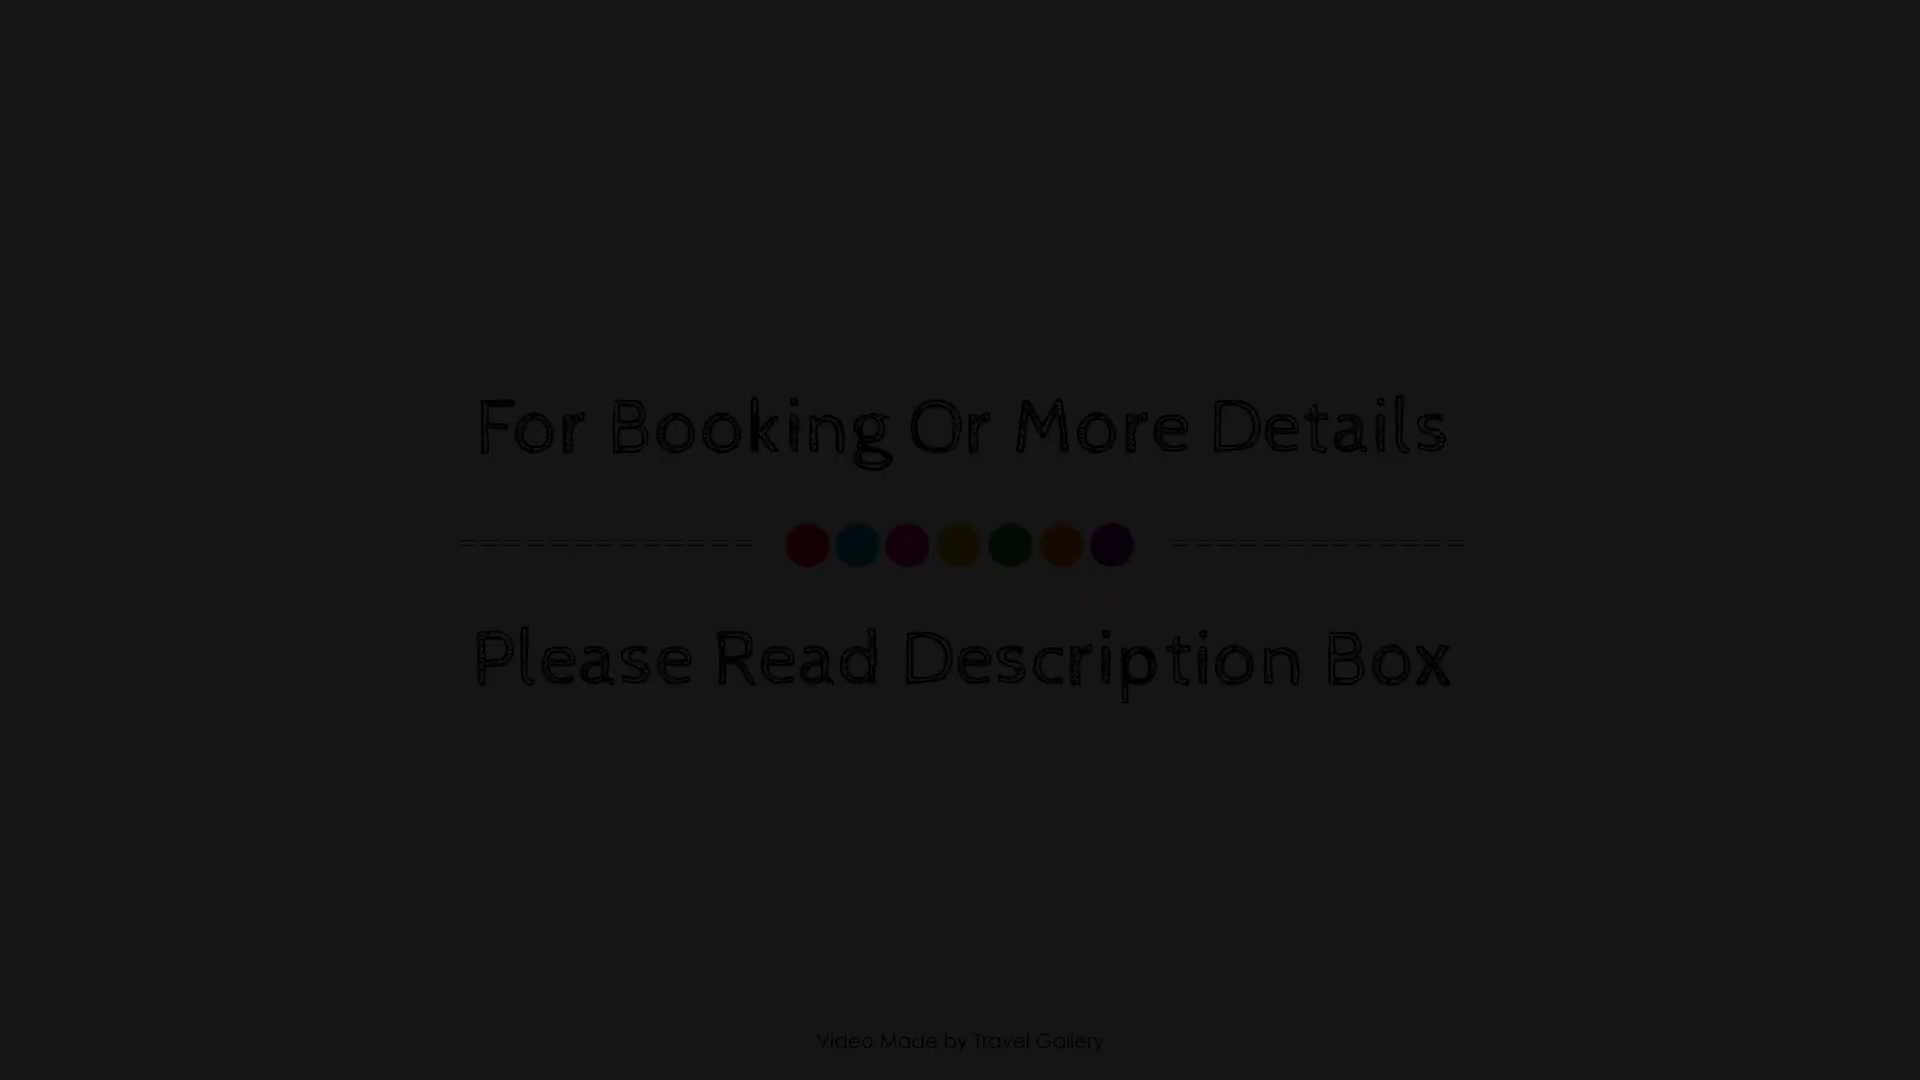 For Booking Or More Details
============= =============
Please Read Description Box
Video Made by Travel Gallery